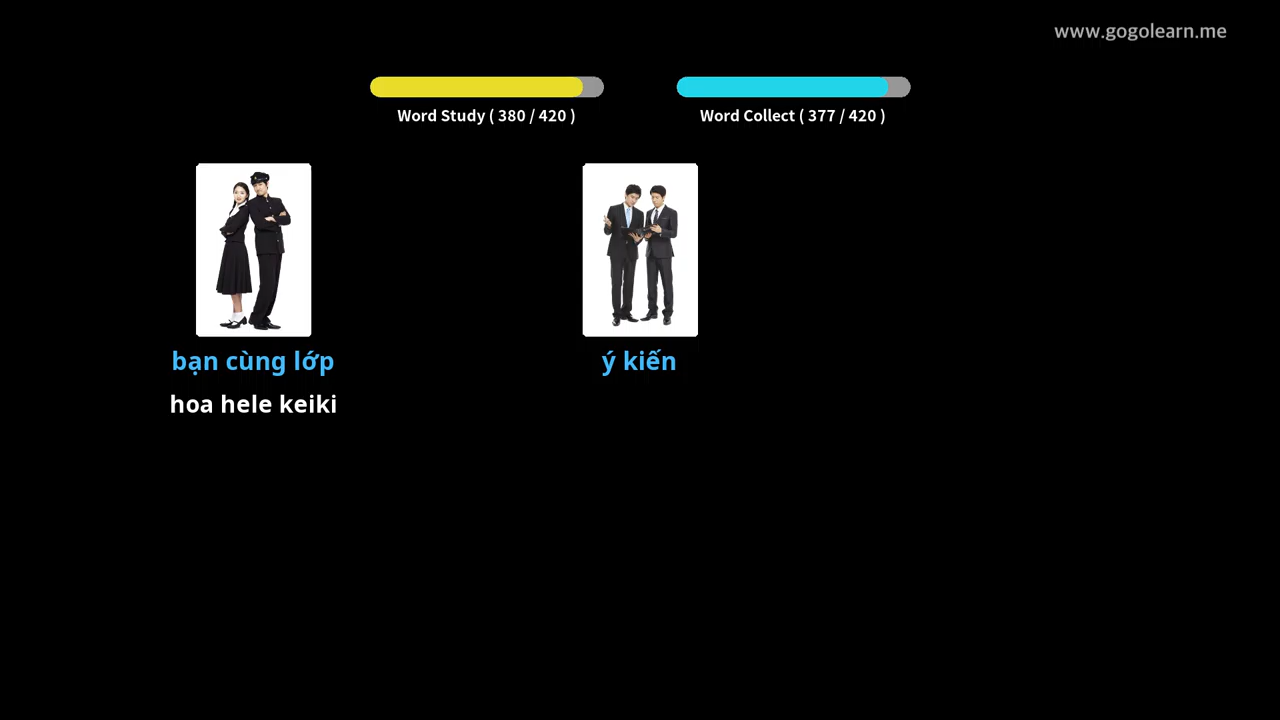 www.gogolearn.me
Word Study ( 380 / 420 )
Word Collect ( 377 / 420 )
bạn cùng lớp
hoa hele keiki
ý kiến